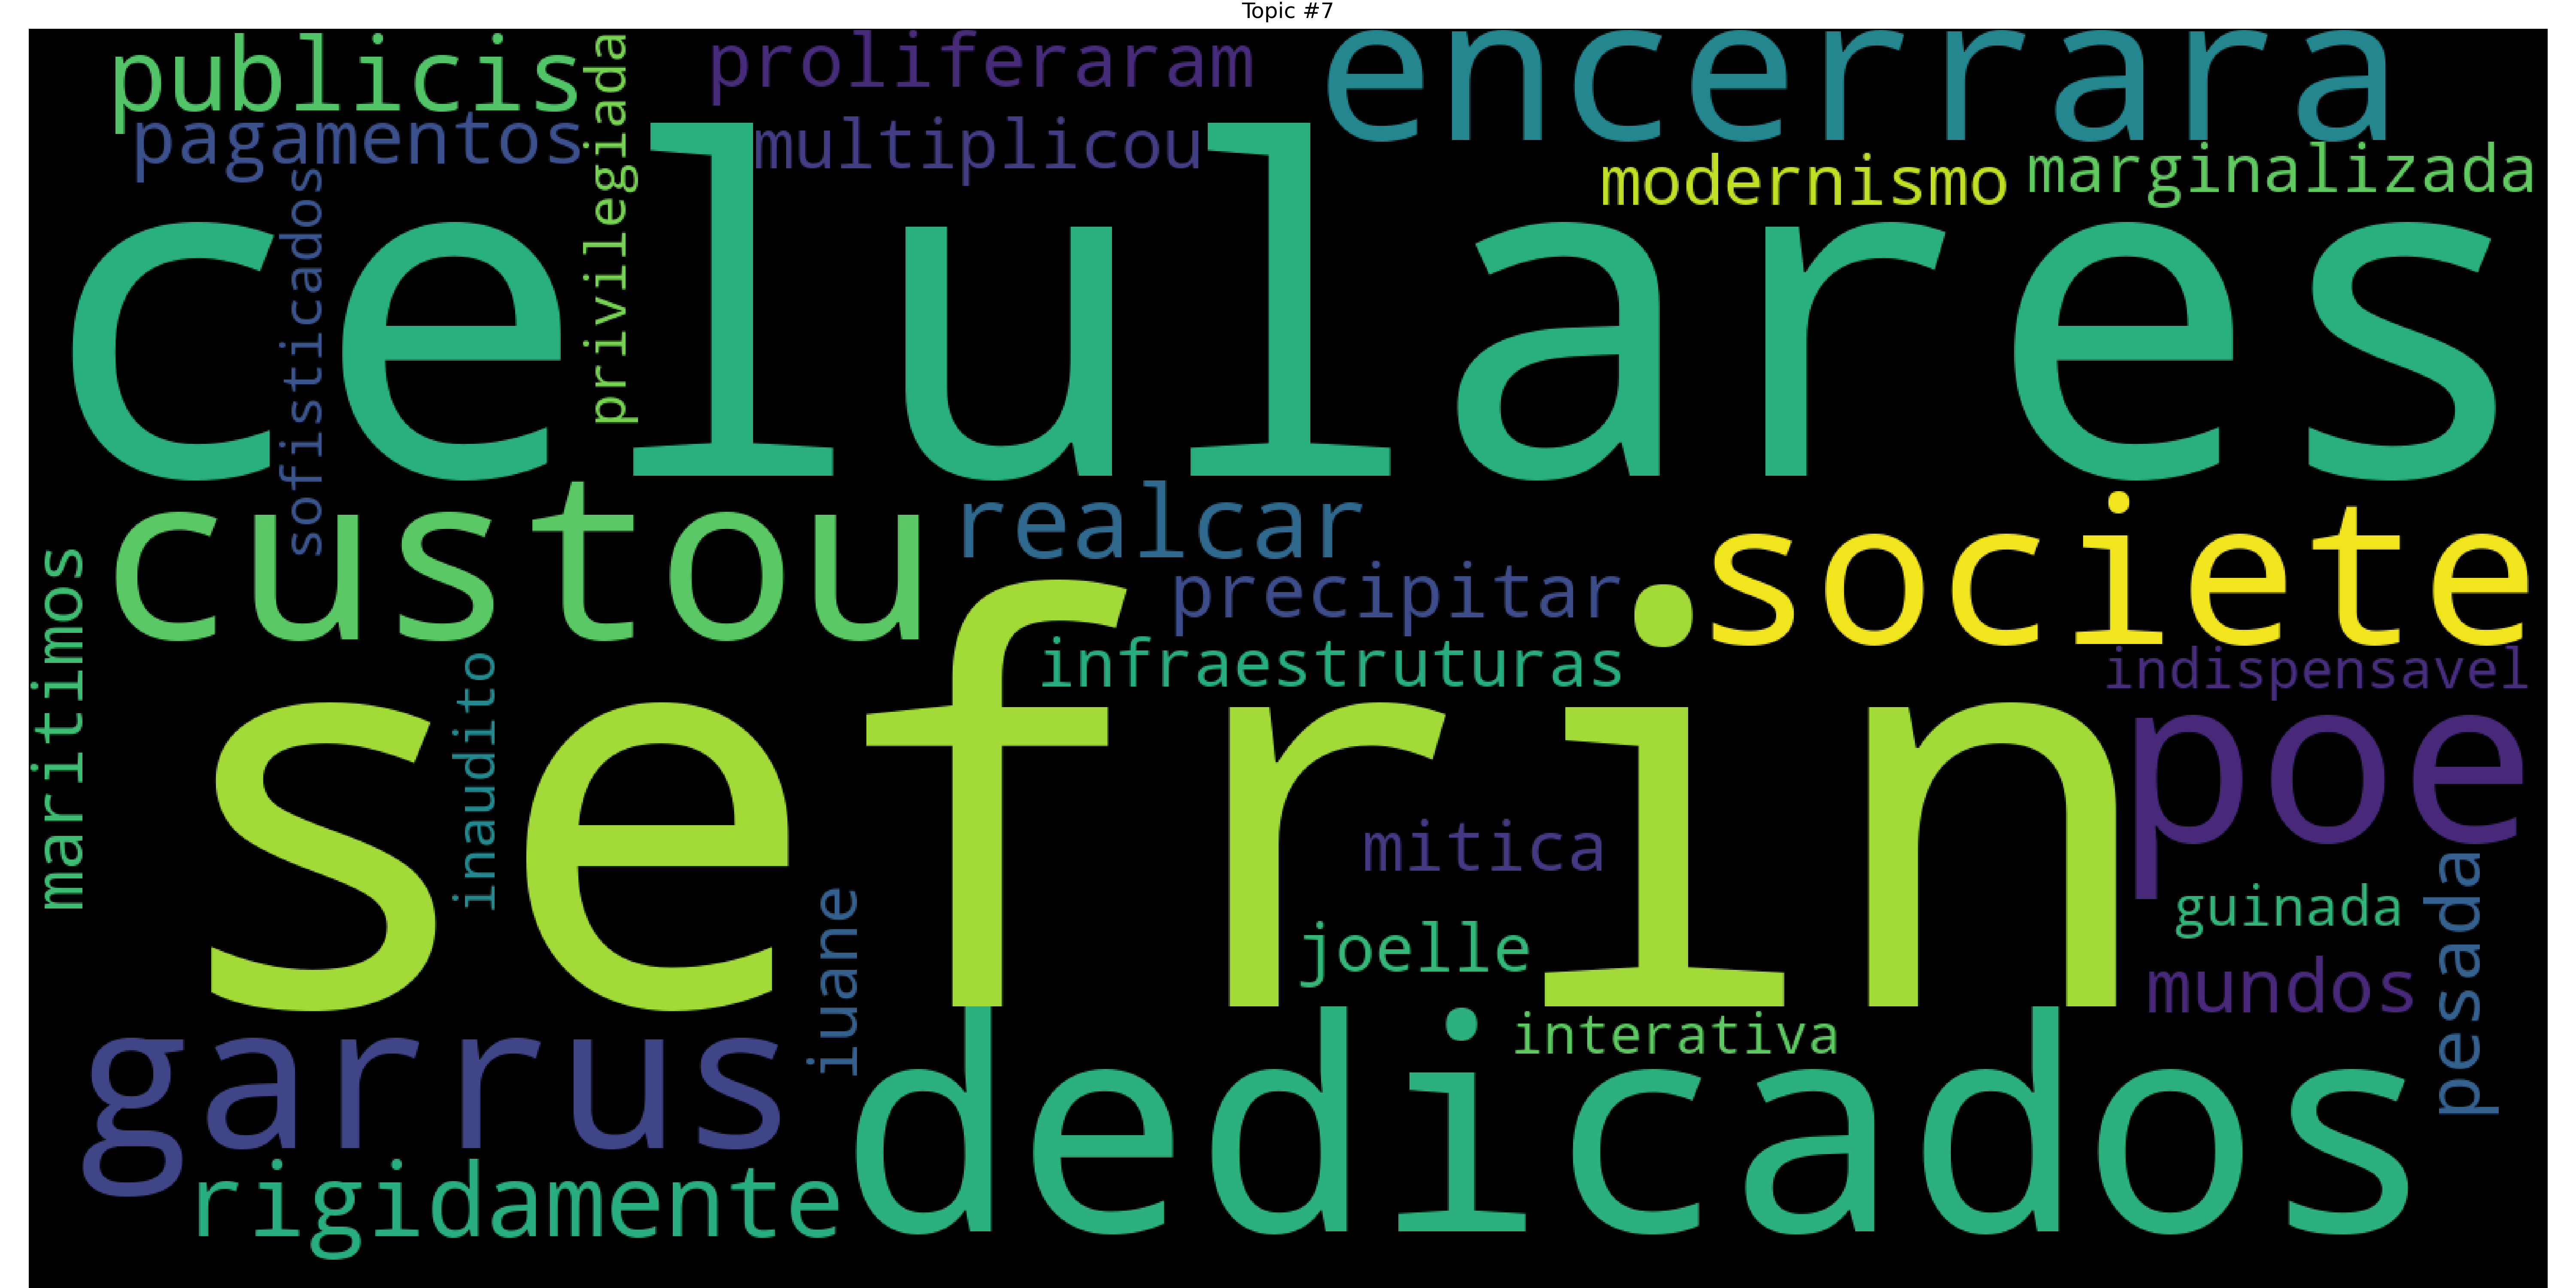 Topic #7
publicis
proliferaram
encerrara
pagamentos
privilegiada
multiplicou
modernismo
marginalizada
sofisticados
celulares
custou
realcar
societe
precipitar
infraestruturas
indispensavel
maritimos
inaudito
sefrin
poe
mitica
guinada
pesada
iuane
joelle
mundos
garrus
interativa
dedicados
rigidamente